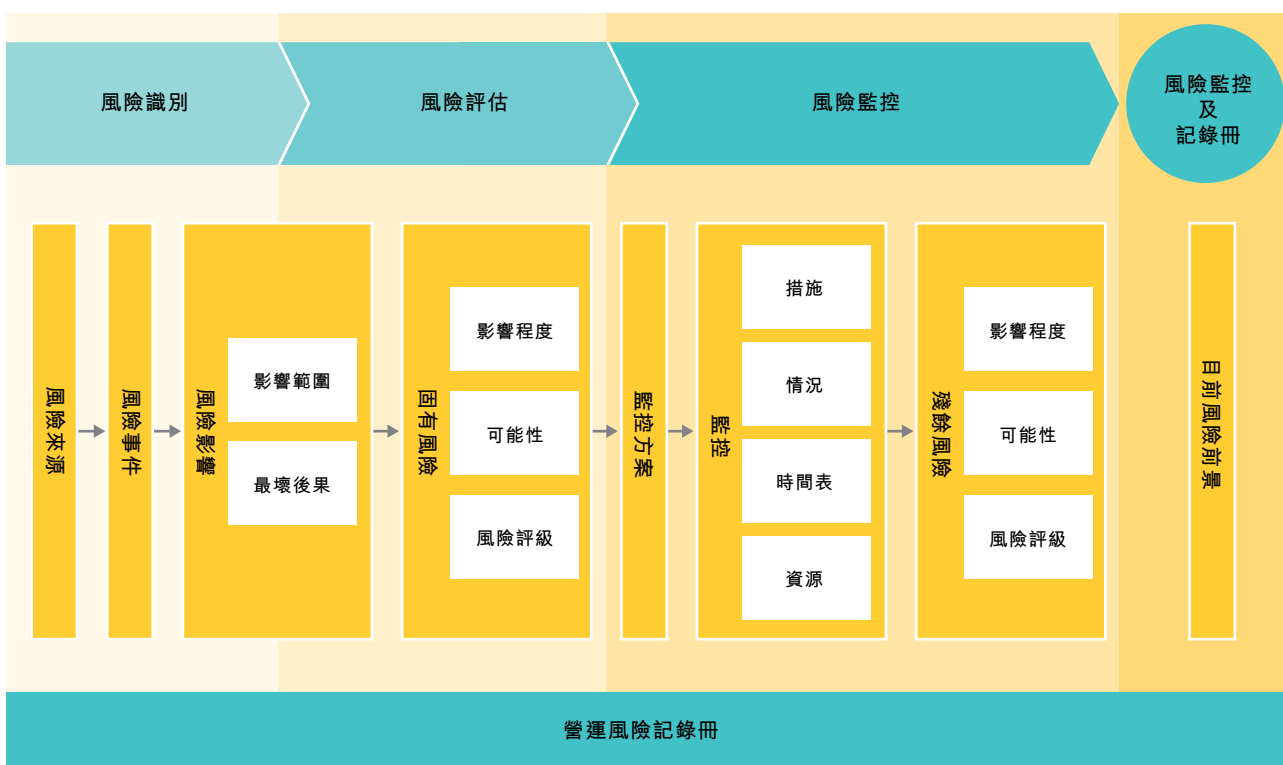 風險識別
風險評估
風險監控
風險監控
及
記錄冊
風險來源
風險事件
風險影響
影響範圍
最壞後果
固有風險
影響程度
可能性
風險評級
監控方案
監控
措施
情況
時間表
資源
殘餘風險
影響程度
可能性
風險評級
目前風險前景
營運風險記錄冊